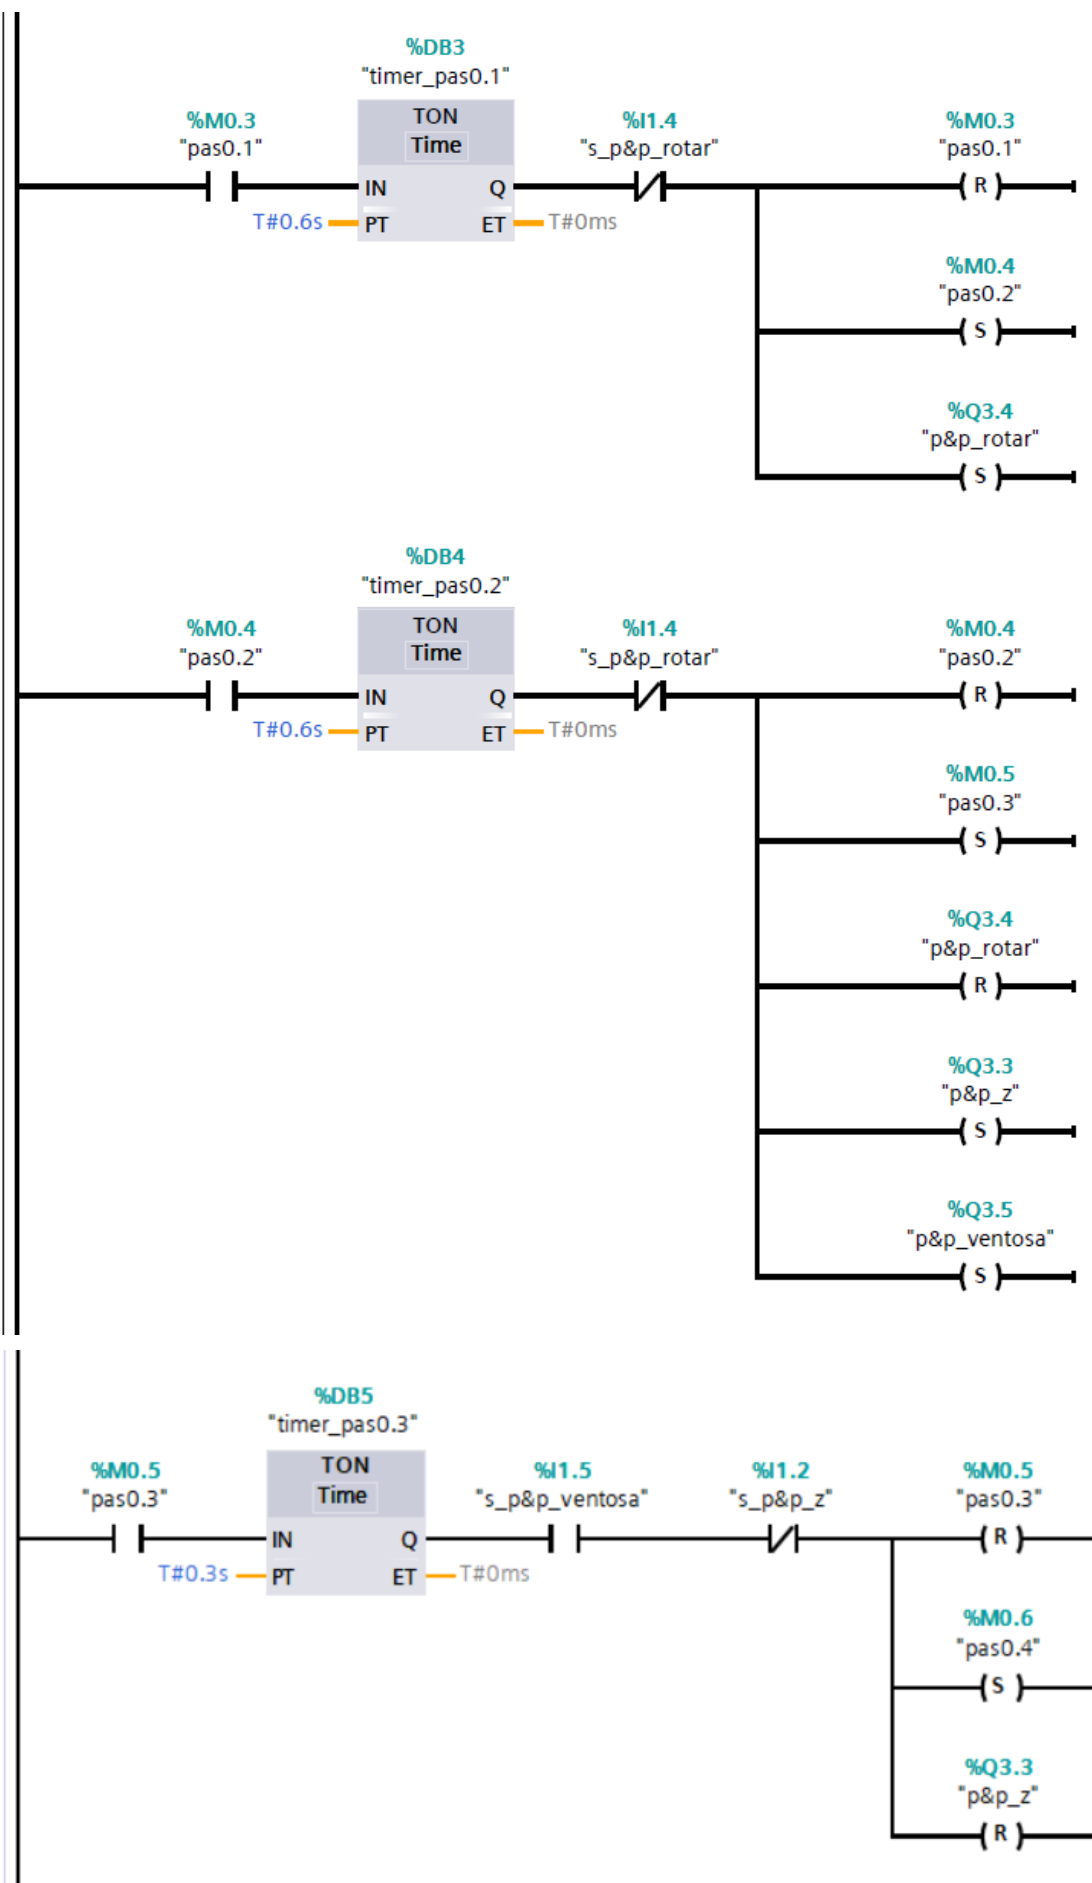 %DB3
"timer_pas0.1"
%M0.3
"pas0.1"
TON
Time
IN
Q
T#0.6s
PT
ET
T#0ms
%I1.4
"s_p&p_rotar"
%M0.3
"pas0.1"
R
%M0.4
"pas0.2"
S
%Q3.4
"p&p_rotar"
S
%DB4
"timer_pas0.2"
%M0.4
"pas0.2"
TON
Time
IN
Q
T#0.6s
PT
ET
T#0ms
%I1.4
"s_p&p_rotar"
%M0.4
"pas0.2"
R
%M0.5
"pas0.3"
S
%Q3.4
"p&p_rotar"
R
%Q3.3
"p&p_z"
S
%Q3.5
"p&p_ventosa"
S
%DB5
"timer_pas0.3"
%M0.5
"pas0.3"
TON
Time
IN
Q
T#0.3s
PT
ET
T#0ms
%I1.5
"s_p&p_ventosa"
%I1.2
"s_p&p_z"
%M0.5
"pas0.3"
R
%M0.6
"pas0.4"
S
%Q3.3
"p&p_z"
R